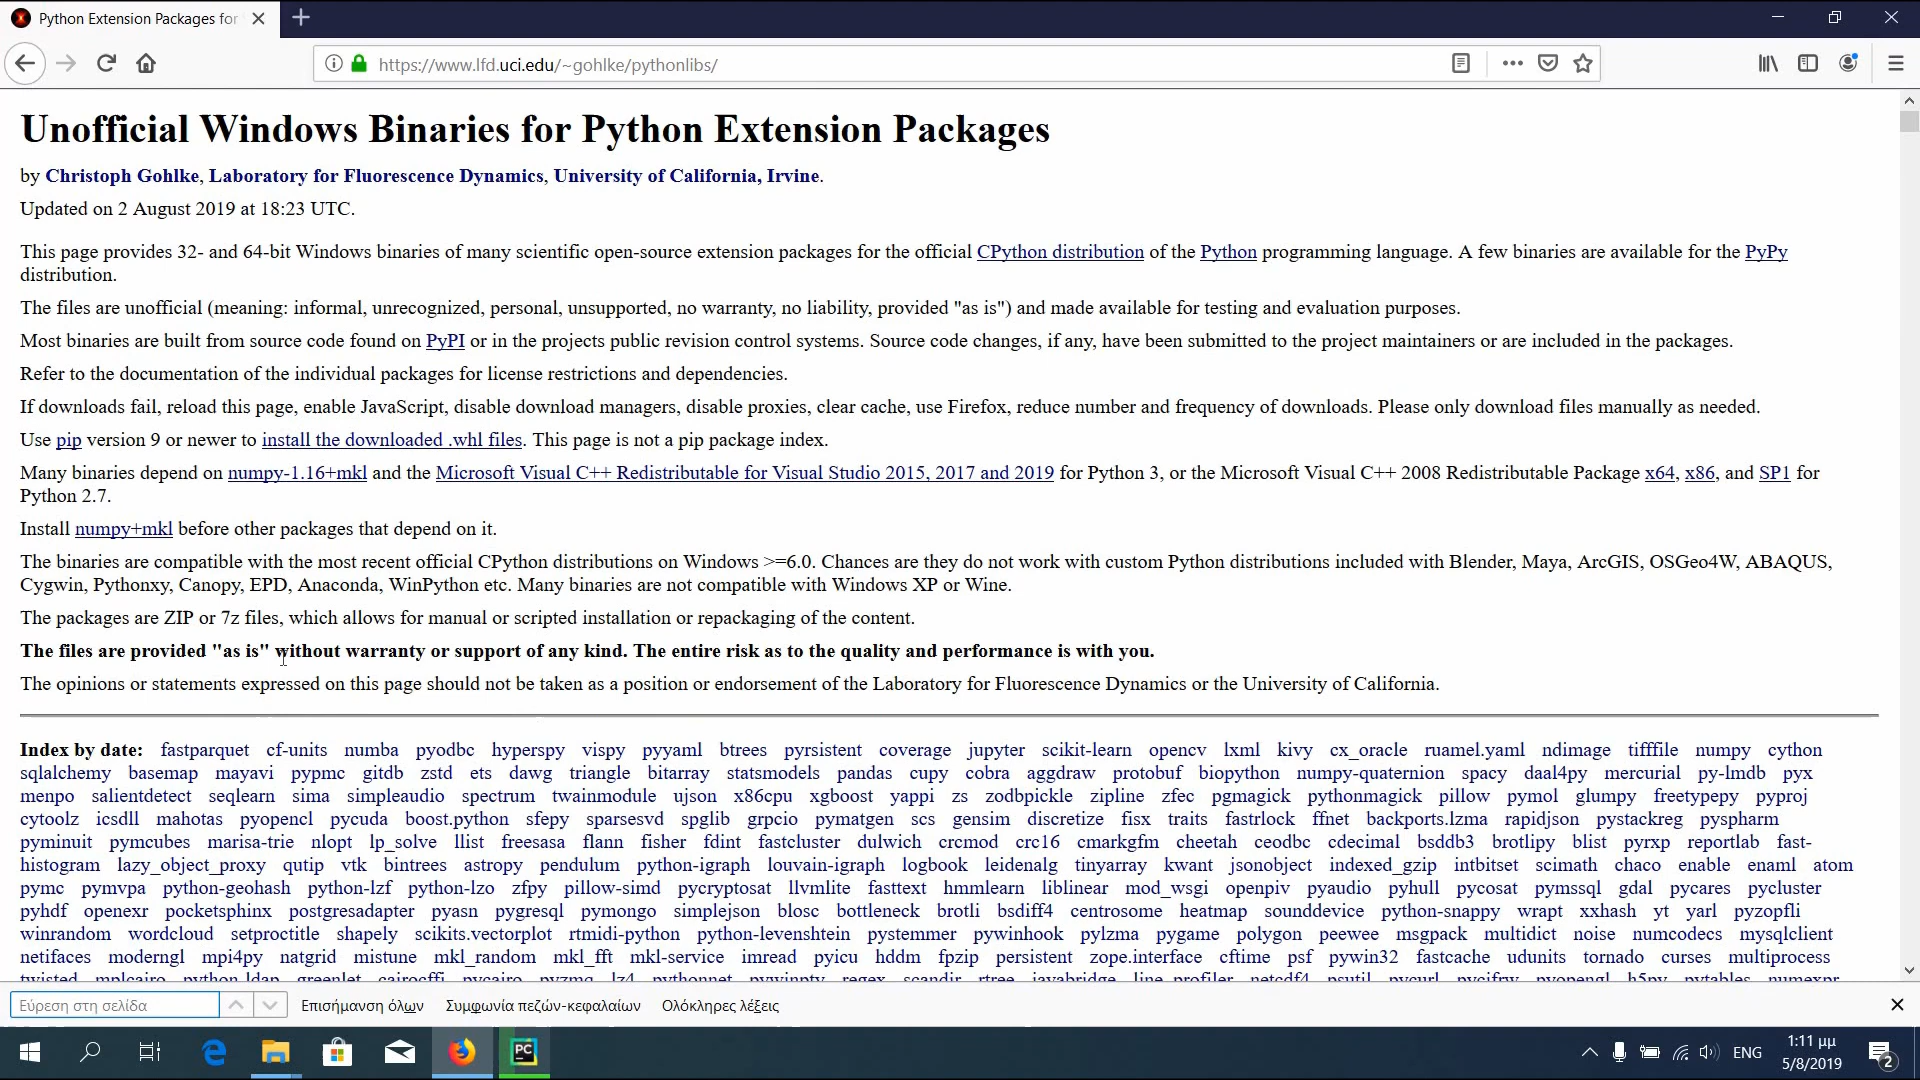 Python Extension Packages for
https://www.lfd.uci.edu/~gohlke/pythonlibs/
Unofficial Windows Binaries for Python Extension Packages
by Christoph Gohlke, Laboratory for Fluorescence Dynamics, University of California, Irvine.
Updated on 2 August 2019 at 18:23 UTC.
This page provides 32- and 64-bit Windows binaries of many scientific open-source extension packages for the official CPython distribution of the Python programming language. A few binaries are available for the PyPy
distribution.
The files are unofficial (meaning: informal, unrecognized, personal, unsupported, no warranty, no liability, provided "as is") and made available for testing and evaluation purposes.
Most binaries are built from source code found on PyPI or in the projects public revision control systems. Source code changes, if any, have been submitted to the project maintainers or are included in the packages.
Refer to the documentation of the individual packages for license restrictions and dependencies.
If downloads fail, reload this page, enable JavaScript, disable download managers, disable proxies, clear cache, use Firefox, reduce number and frequency of downloads. Please only download files manually as needed.
Use pip version 9 or newer to install the downloaded .whl files. This page is not a pip package index.
Many binaries depend on numpy-1.16+mkl and the Microsoft Visual C++ Redistributable for Visual Studio 2015, 2017 and 2019 for Python 3, or the Microsoft Visual C++ 2008 Redistributable Package x64, x86, and SP1 for
Python 2.7.
Install numpy+mkl before other packages that depend on it.
The binaries are compatible with the most recent official CPython distributions on Windows >=6.0. Chances are they do not work with custom Python distributions included with Blender, Maya, ArcGIS, OSGeo4W, ABAQUS,
Cygwin, Pythonxy, Canopy, EPD, Anaconda, WinPython etc. Many binaries are not compatible with Windows XP or Wine.
The packages are ZIP or 7z files, which allows for manual or scripted installation or repackaging of the content.
The files are provided "as is" without warranty or support of any kind. The entire risk as to the quality and performance is with you.
The opinions or statements expressed on this page should not be taken as a position or endorsement of the Laboratory for Fluorescence Dynamics or the University of California.
Index by date: fastparquet cf-units numba pyodbc hyperspy vispy pyyaml btrees pyrsistent coverage jupyter scikit-learn opencv lxml kivy cx_oracle ruamel.yaml ndimage tifffile numpy cython
sqlalchemy basemap mayavi pypmc gitdb zstd ets dawg triangle bitarray statsmodels pandas cupy cobra aggdraw protobuf biopython numpy-quaternion spacy daal4py mercurial py-lmdb pyx
menpo salientdetect seqlearn sima simpleaudio spectrum twainmodule ujson x86cpu xgboost yappi zs zodbpickle zipline zfec pgmagick pythonmagick pillow pymol glumpy freetypepy pyproj
cytoolz icsdll mahotas pyopencl pycuda boost.python sfepy sparsesvd spglib grpcio pymatgen scs gensim discretize fisx traits fastrlock ffnet backports.lzma rapidjson pystackreg pyspharm
pyminuit pymcubes marisa-trie nlopt lp_solve llist freesasa flann fisher fdint fastcluster dulwich crcmod crc16 cmarkgfm cheetah ceodbc cdecimal bsddb3 brotlipy blist pyrxp reportlab fast-
histogram lazy_object_proxy qutip vtk bintrees astropy pendulum python-igraph louvain-igraph logbook leidenalg tinyarray kwant jsonobject indexed_gzip intbitset scimath chaco enable enaml atom
pymc pymvpa python-geohash python-lzf python-lzo zfpy pillow-simd pycryptosat llvmlite fasttext hmmlearn liblinear mod_wsgi openpiv pyaudio pyhull pycosat pymssql gdal pycares pycluster
pyhdf openexr pocketsphinx postgresadapter pyasn pygresql pymongo simplejson blosc bottleneck brotli bsdiff4 centrosome heatmap sounddevice python-snappy wrapt xxhash yt yarl pyzopfli
winrandom wordcloud setproctitle shapely scikits.vectorplot rtmidi-python python-levenshtein pystemmer pywinhook pylzma pygame polygon peewee msgpack multidict noise numcodecs mysqlclient
netifaces moderngl mpi4py natgrid mistune mkl_random mkl_fft mkl-service imread pyicu hddm fpzip persistent zope.interface cftime psf pywin32 fastcache udunits tornado curses multiprocess
twisted mplcairo python-ldap greenlet cairocffi pycairo pyzmq lz4 pythonnet pywinpty regex scandir rtree javabridge line_profiler netcdf4 psutil pycurl pycifrw pyopengl h5py pytables numexpr
Εύρεση στη σελίδα Επισήμανση όλων Συμφωνία πεζών-κεφαλαίων Ολόκληρες λέξεις
PC
ENG
1:11 μμ
5/8/2019
2